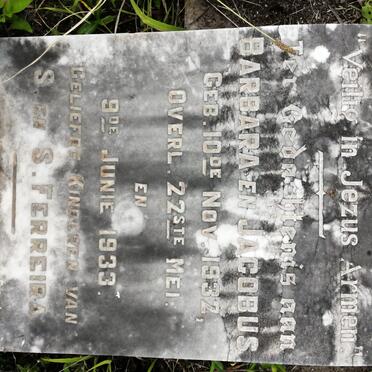 "Veilig in Jezus Armen"
Ter Gedachtenis aan
BARBARA EN JACOBUS
GEB. 10DE NOV. 1932,
OVERL. 22STE MEI.
EN
9DE JUNIE 1933.
GELIEFDE KINDREN VAN
S. EN S. FERREIRA